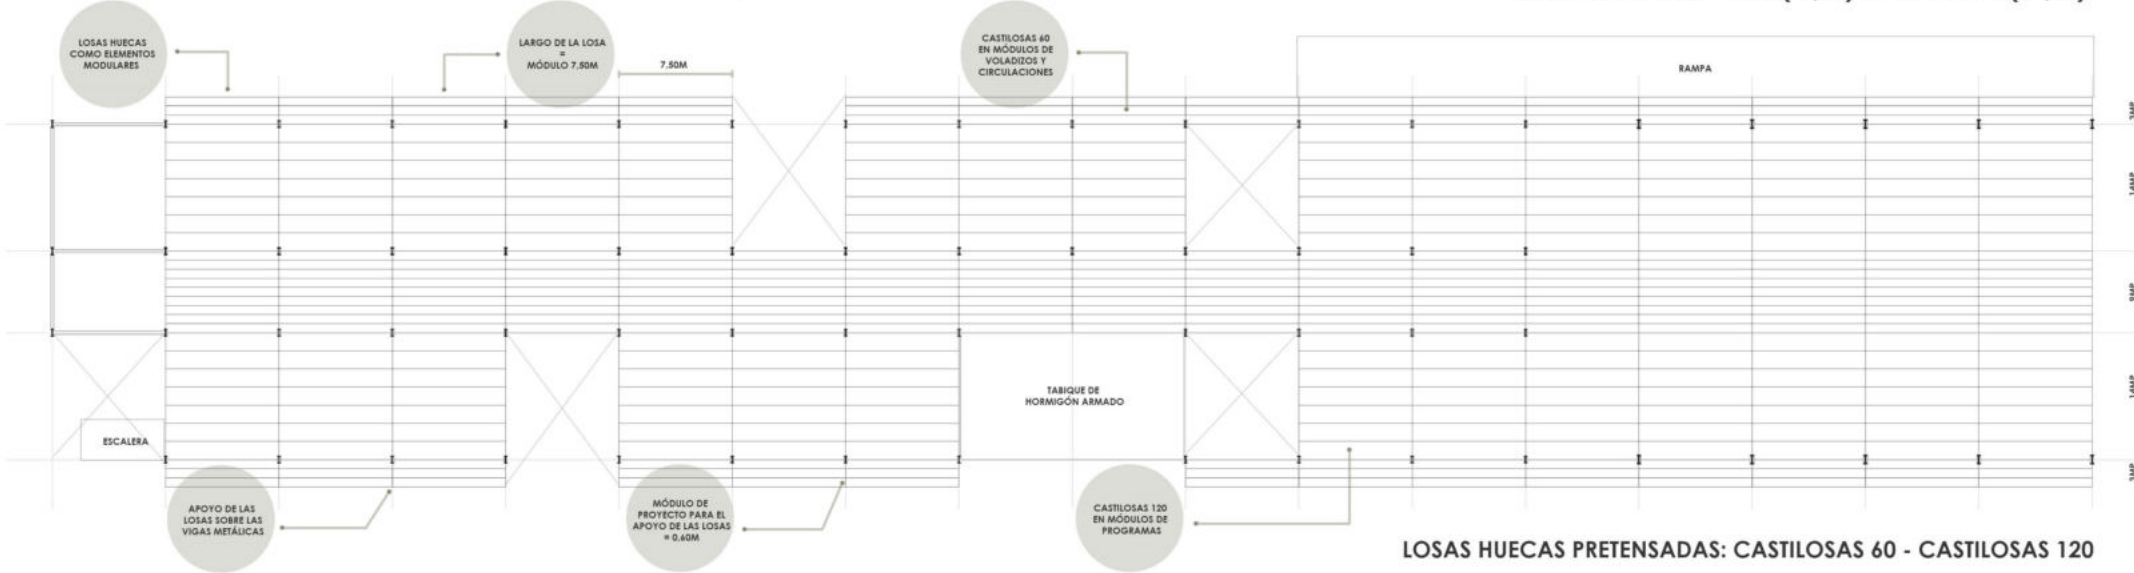 LOSAS HUECAS
COMO ELEMENTOS
MODULARES
LARGO DE LA LOSA
=
MÓDULO 7,50M
7,50M
CASTILOSAS 60
EN MÓDULOS DE
VOLADIZOS Y
CIRCULACIONES
RAMPA
14MP
9MP
14MP
TABIQUE DE
HORMIGÓN ARMADO
ESCALERA
APOYO DE LAS
LOSAS SOBRE LAS
VIGAS METÁLICAS
MÓDULO DE
PROYECTO PARA EL
APOYO DE LAS LOSAS
= 0,60M
CASTILOSAS 120
EN MÓDULOS DE
PROGRAMAS
LOSAS HUECAS PRETENSADAS: CASTILOSAS 60 - CASTILOSAS 120